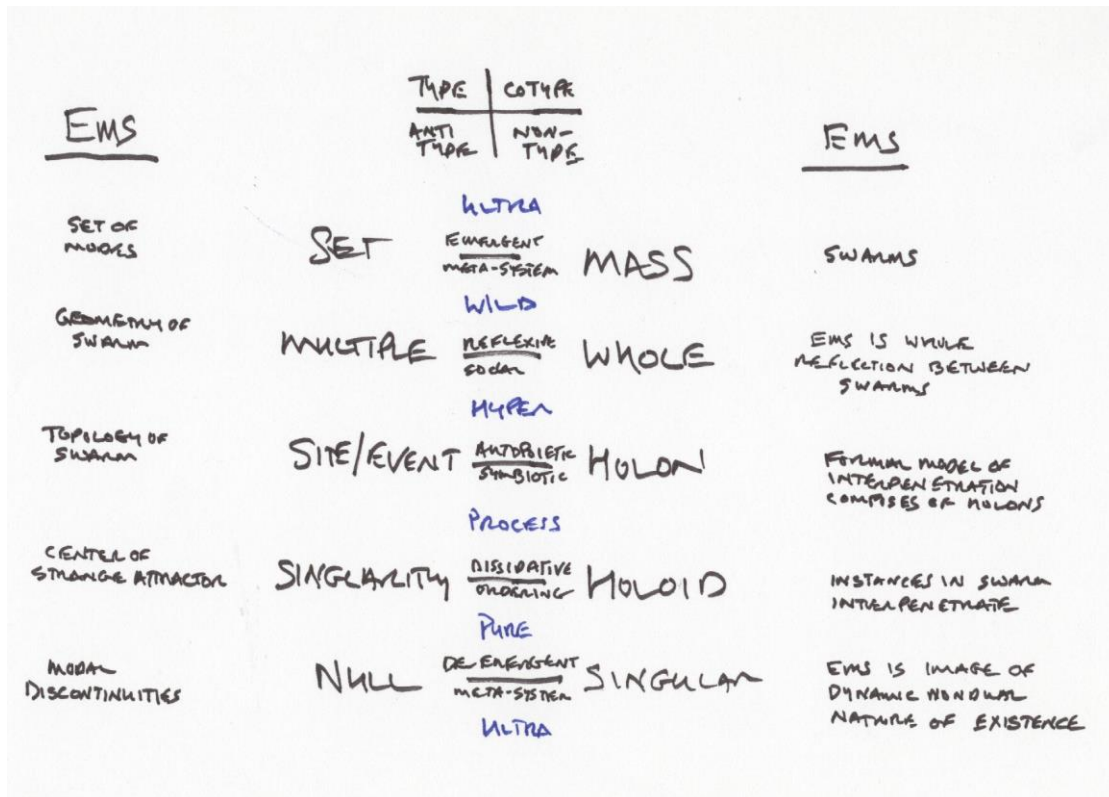 TYPE | COTYPE
EMS
ANTI TYPE | NON-TYPE
EMS
ULTRA
SET OF MODES
SET
EMERGENT
META-SYSTEM
MASS
SWARMS
WILD
GEOMETRY OF
SWARM
MULTIPLE
REFLEXIVE
SOCIAL
WHOLE
EMS IS WHOLE
REFLECTION BETWEEN
SWARMS
HYPER
TOPOLOGY OF
SWARM
SITE/EVENT
AUTOPOIETIC
SYMBIOTIC
HOLON
FORMAL MODEL OF
INTERPENETRATION
COMPISES OF HOLONS
PROCESS
CENTER OF
STRANGE ATTRACTOR
SINGLARITY
DISSIPATIVE
ORDERING
HOLOID
INSTANCES IN SWARM
INTERPENETRATE
PURE
MODAL
DISCONTINUITIES
NULL
DE EMERGENT
META-SYSTEM
SINGULAR
EMS IS IMAGE OF
DYNAMIC NONDUAL
NATURE OF EXISTENCE
ULTRA